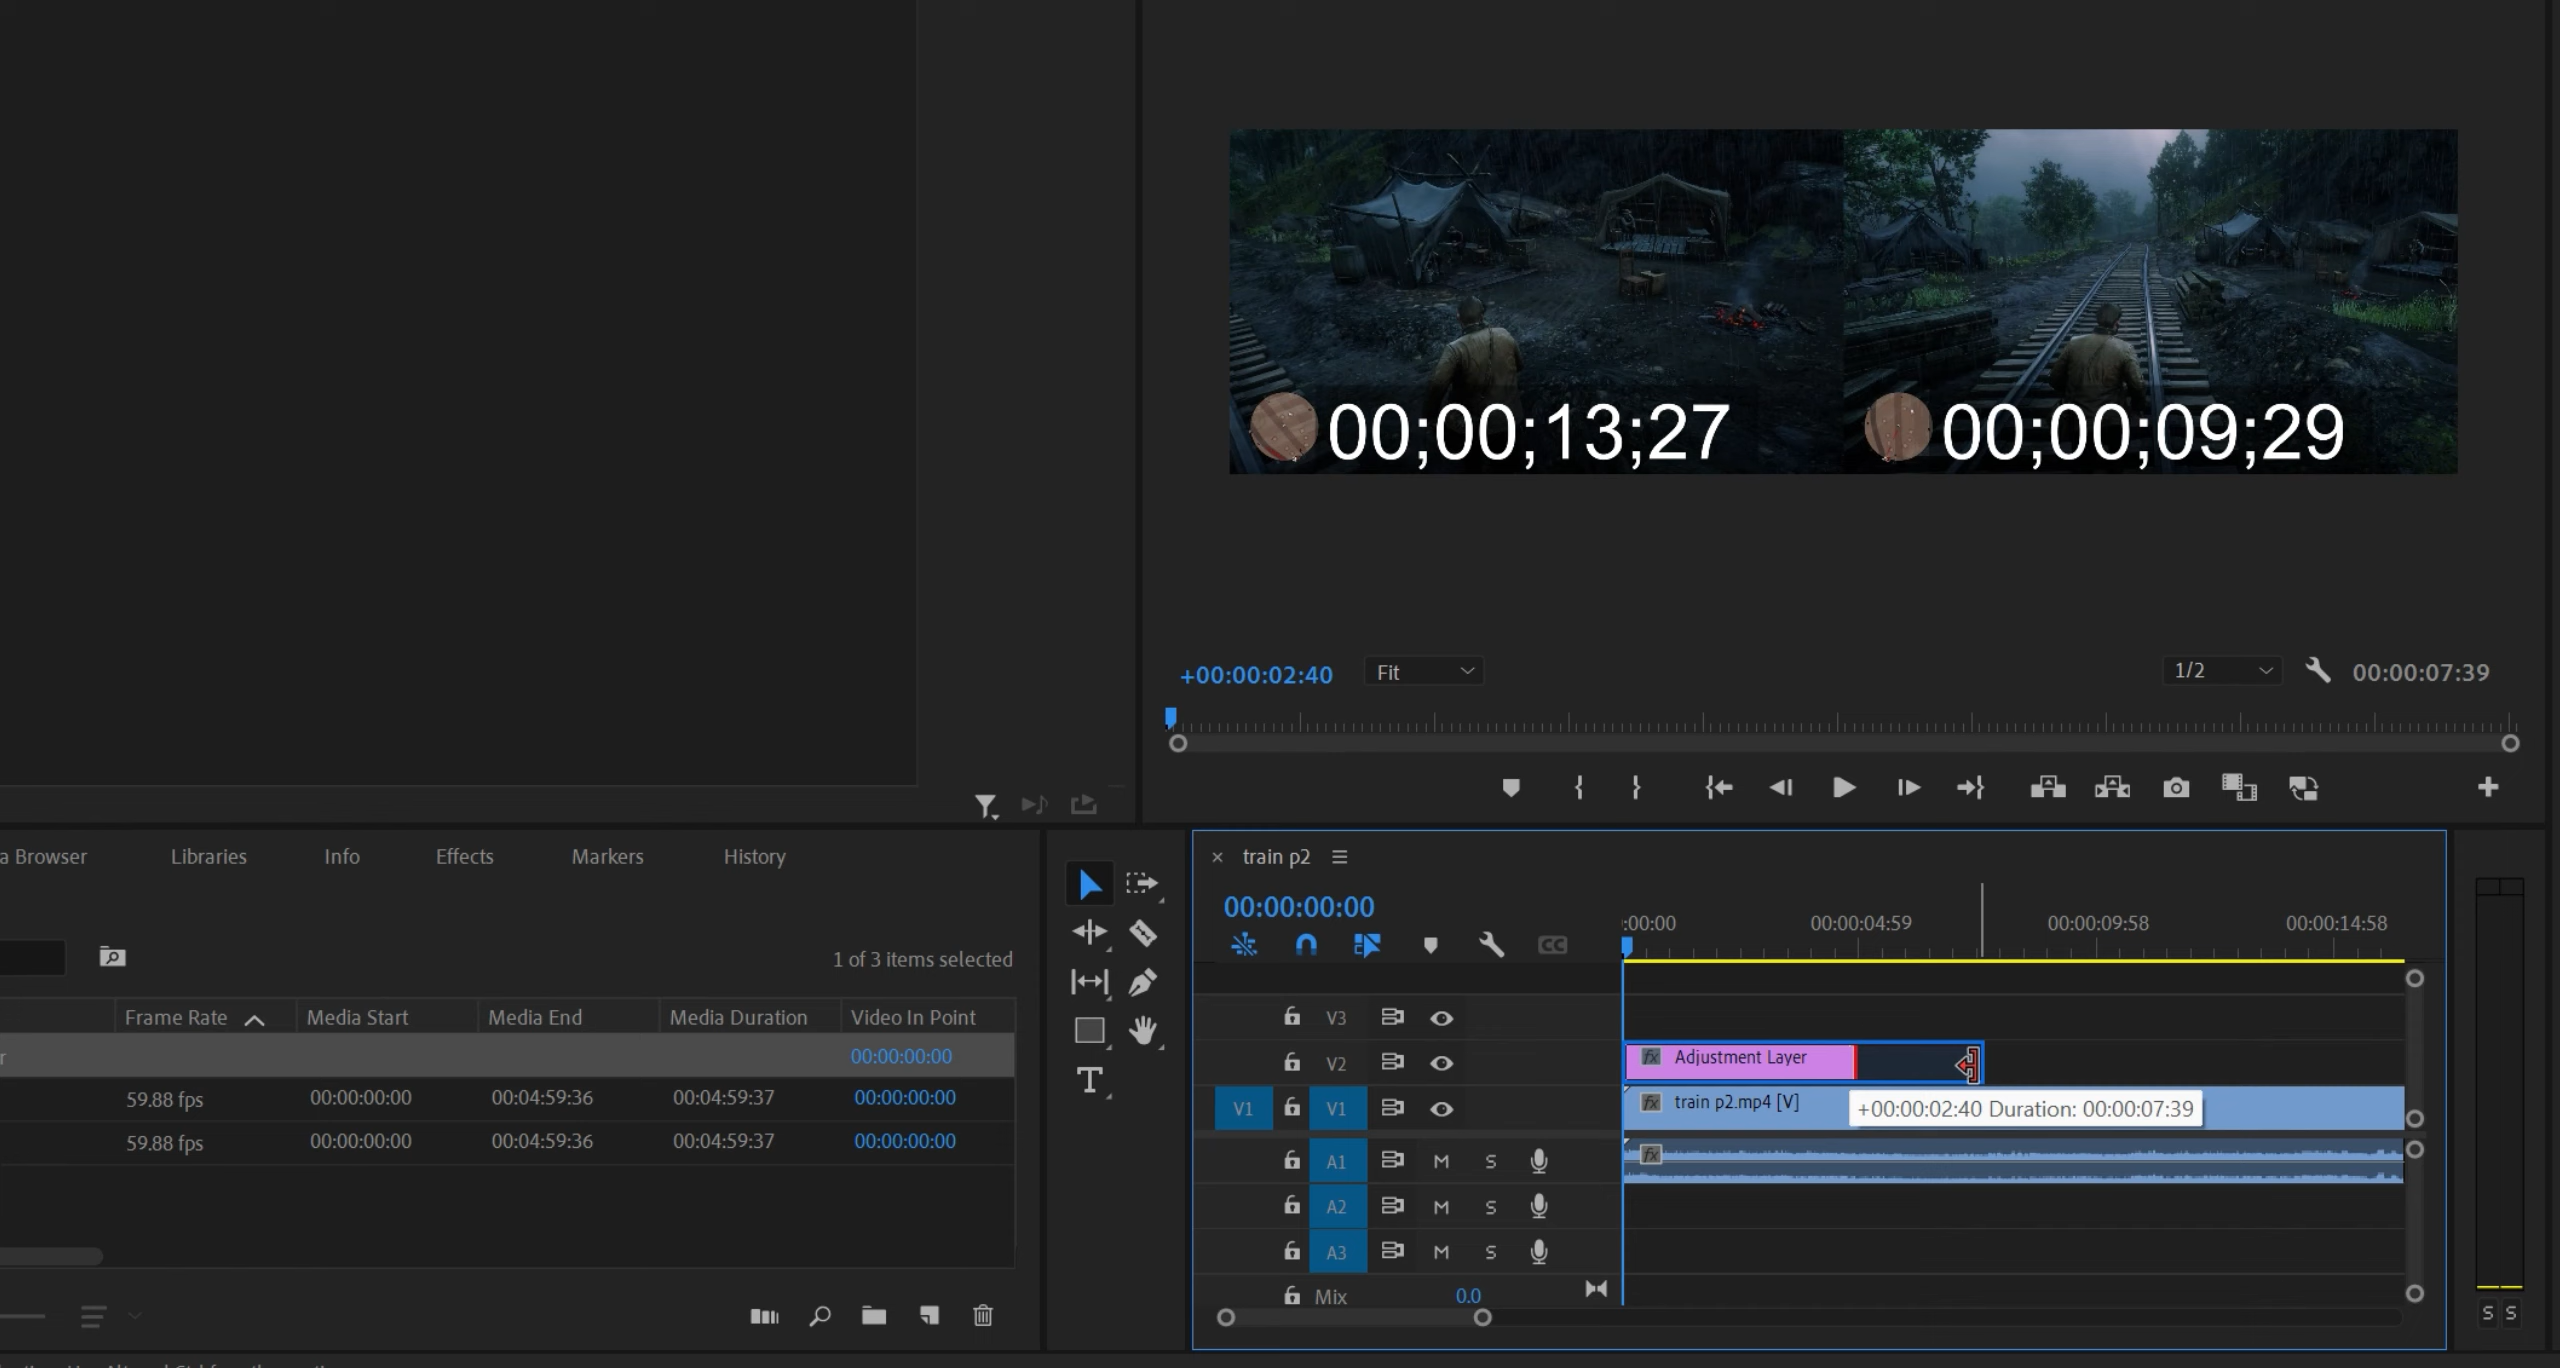 00;00;13;27
00;00;09;29
+00:00:02:40
Fit
1/2
00:00:07:39
a Browser
Libraries
Info
Effects
Markers
History
1 of 3 items selected
Frame Rate
Media Start
Media End
Media Duration
Video In Point
r
00:00:00:00
59.88 fps
00:00:00:00
00:04:59:36
00:04:59:37
00:00:00:00
59.88 fps
00:00:00:00
00:04:59:36
00:04:59:37
00:00:00:00
T
× train p2
00:00:00:00
:00:00
00:00:04:59
00:00:09:58
00:00:14:58
CC
V3
V2
fx Adjustment Layer
V1
V1
fx train p2.mp4 [V]
+00:00:02:40 Duration: 00:00:07:39
A1
M
S
fx
A2
M
S
A3
M
S
Mix
0.0
S S